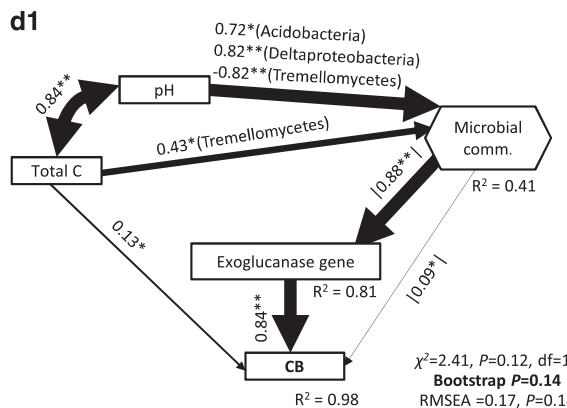 d1
0.72*(Acidobacteria)
0.82**(Deltaproteobacteria)
-0.82**(Tremellomycetes)
0.84**
pH
0.43*(Tremellomycetes)
Microbial
comm.
Total C
R² = 0.41
|0.88**|
0.13*
Exoglucanase gene
R² = 0.81
|0.09*|
0.84**
CB
R² = 0.98
χ²=2.41, P=0.12, df=1
Bootstrap P=0.14
RMSEA =0.17, P=0.1